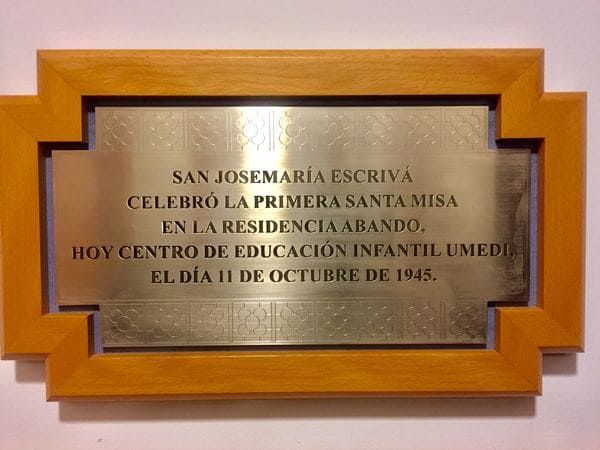 SAN JOSEMARÍA ESCRIVÁ
CELEBRÓ LA PRIMERA SANTA MISA
EN LA RESIDENCIA ABANDO,
HOY CENTRO DE EDUCACIÓN INFANTIL UMEDI,
EL DÍA 11 DE OCTUBRE DE 1945.